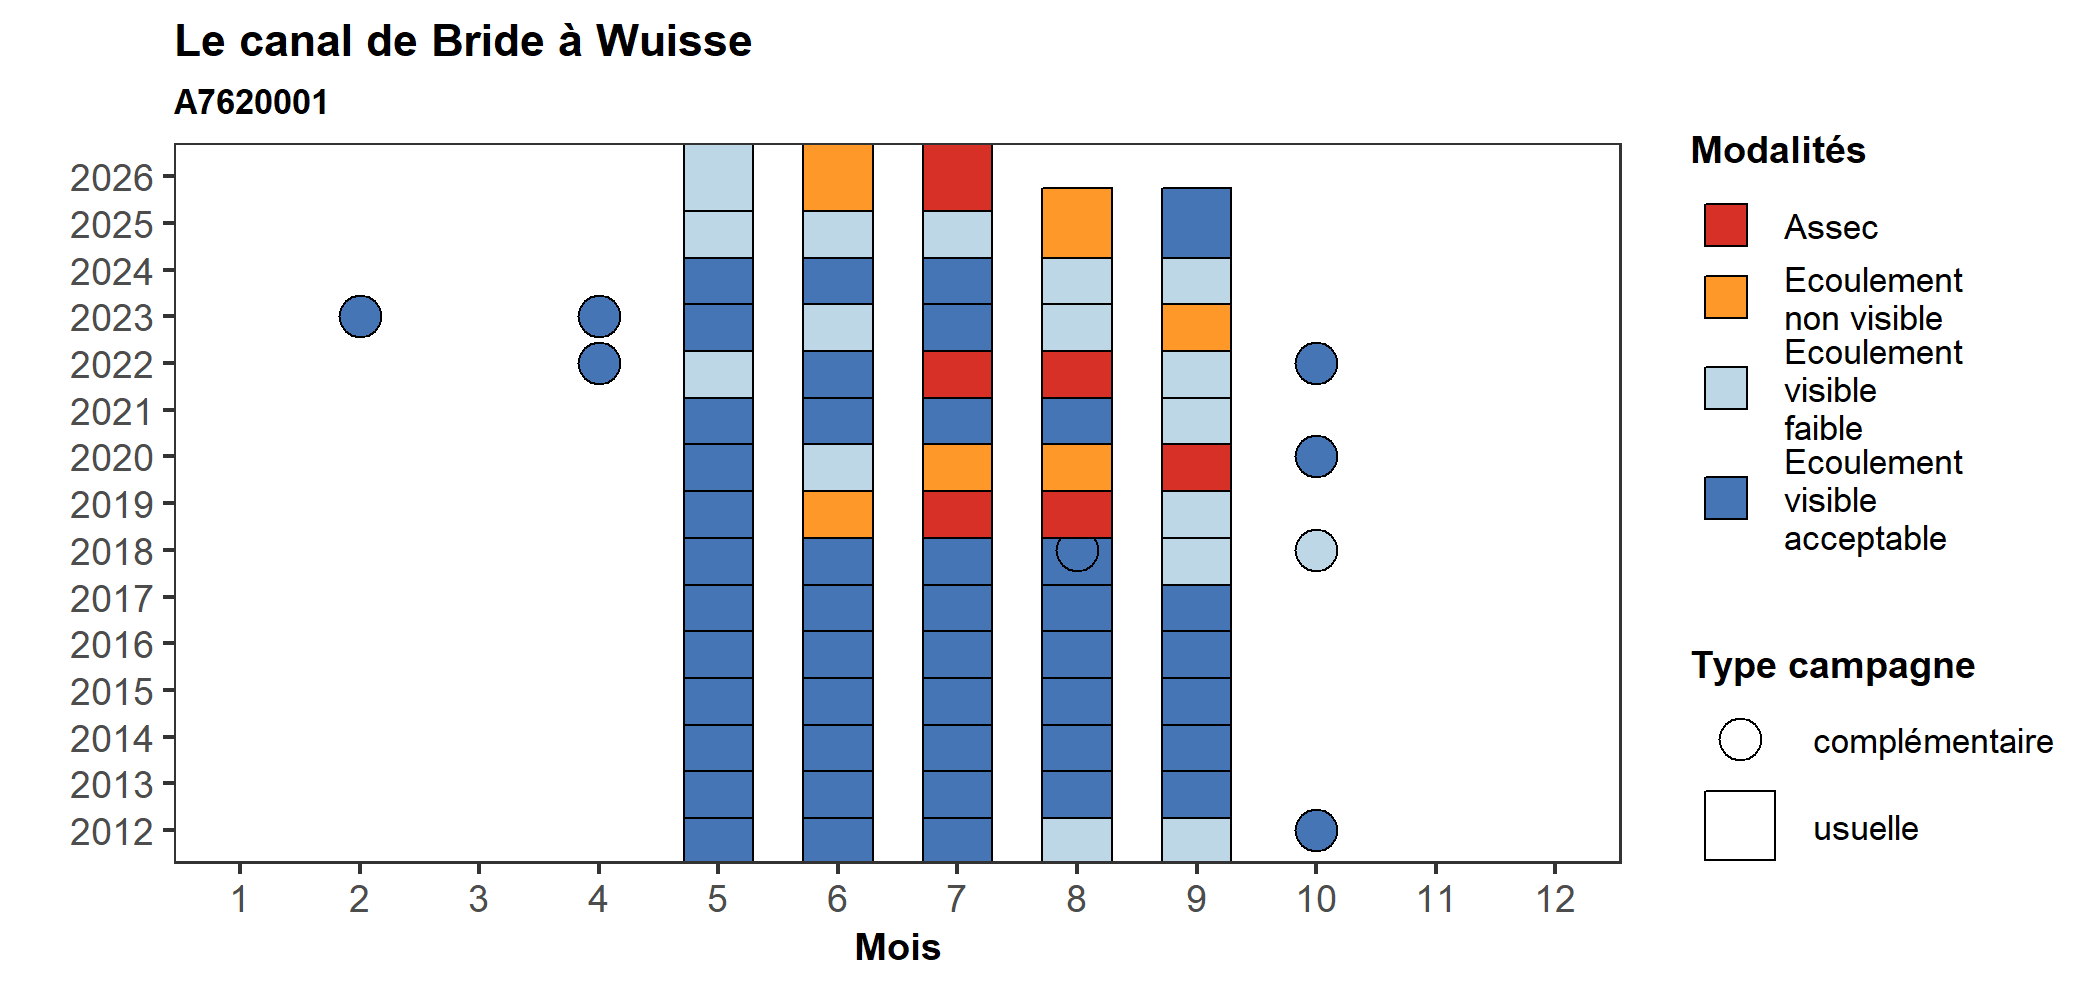 Le canal de Bride à Wuisse
A7620001
2026
2025
2024
2023
2022
2021
2020
2019
2018
2017
2016
2015
2014
2013
2012
1 2 3 4 5 6 7 8 9 10 11 12
Mois
Modalités
Assec
Ecoulement
non visible
Ecoulement
visible
faible
Ecoulement
visible
acceptable
Type campagne
complémentaire
usuelle